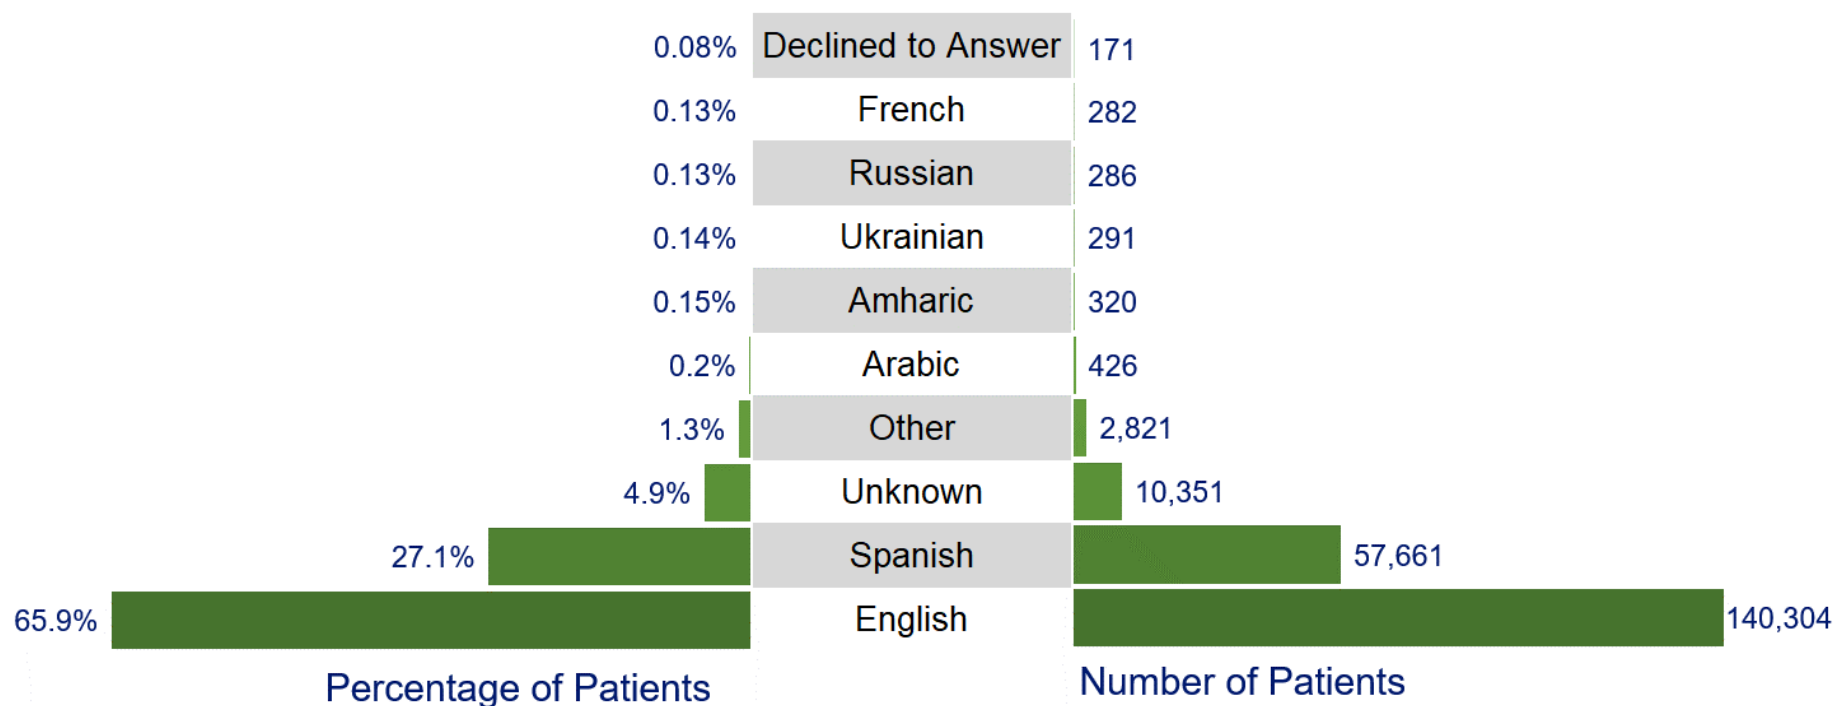 0.08% Declined to Answer 171
0.13% French 282
0.13% Russian 286
0.14% Ukrainian 291
0.15% Amharic 320
0.2% Arabic 426
1.3% Other 2,821
4.9% Unknown 10,351
27.1% Spanish 57,661
65.9% English 140,304
Percentage of Patients Number of Patients